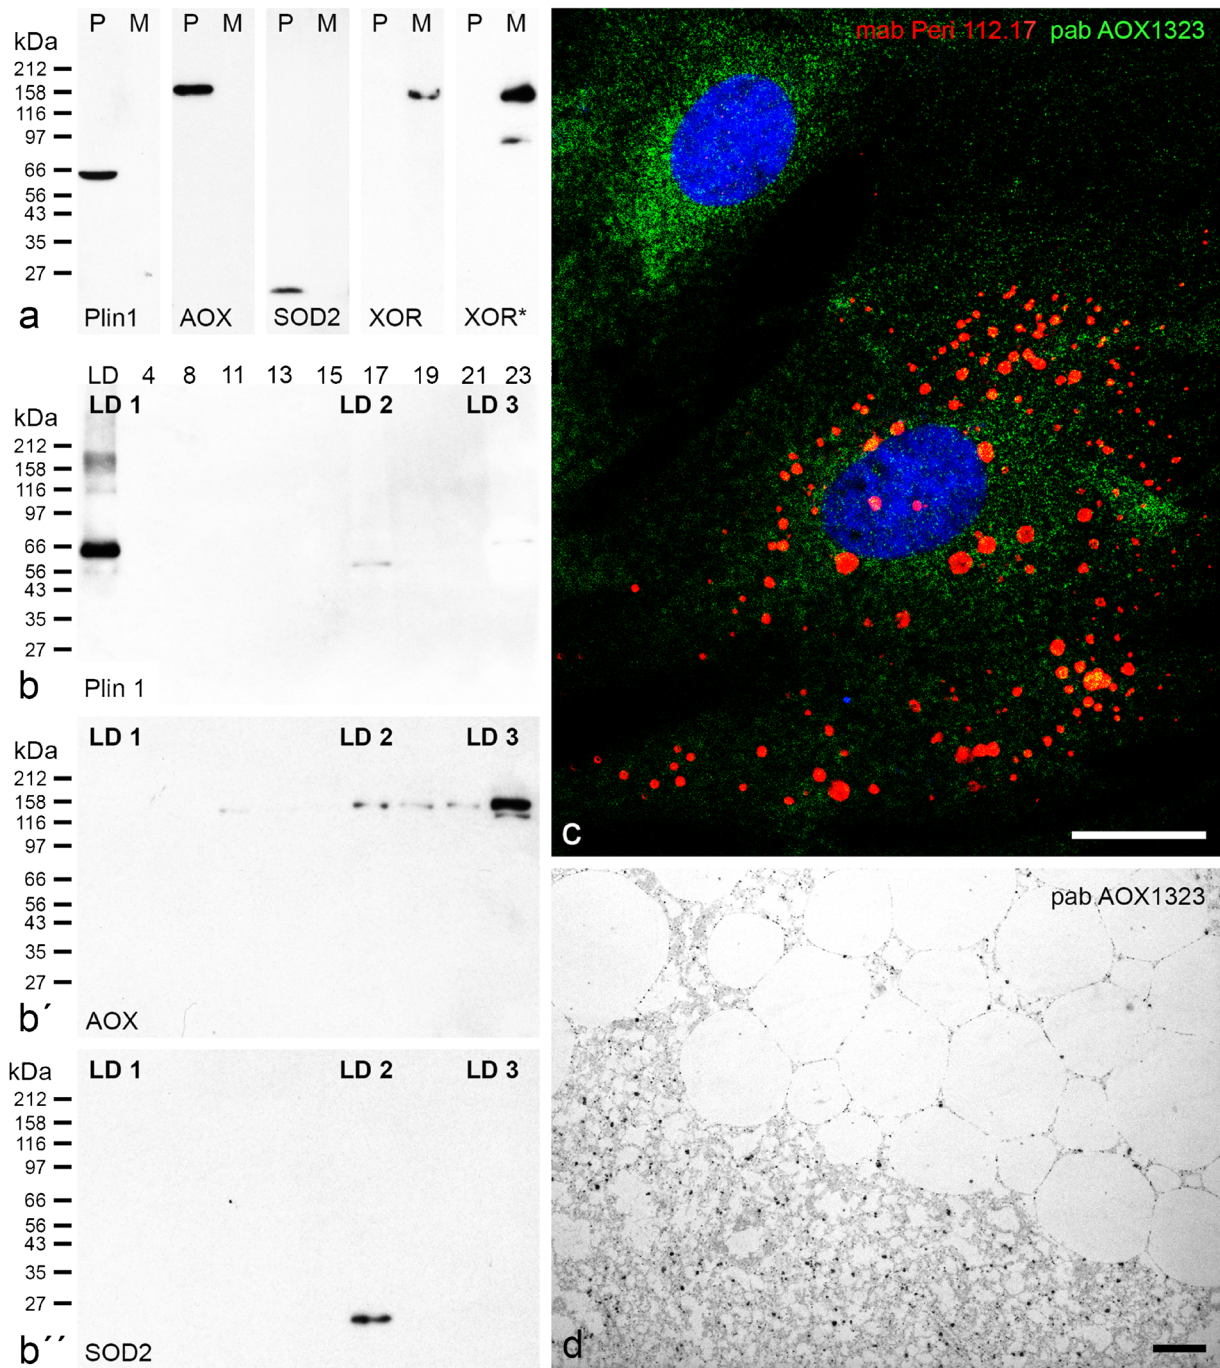 P M P M P M P M P M
kDa
212
158
116
97
66
56
43
35
27
a Plin1 AOX SOD2 XOR XOR*
LD 4 8 11 13 15 17 19 21 23
LD 1 LD 2 LD 3
kDa
212
158
116
97
66
56
43
35
27
b Plin 1
LD 1 LD 2 LD 3
kDa
212
158
116
97
66
56
43
35
27
b´ AOX
LD 1 LD 2 LD 3
kDa
212
158
116
97
66
56
43
35
27
b´´ SOD2
mab Peri 112.17 pab AOX1323
c
pab AOX1323
d